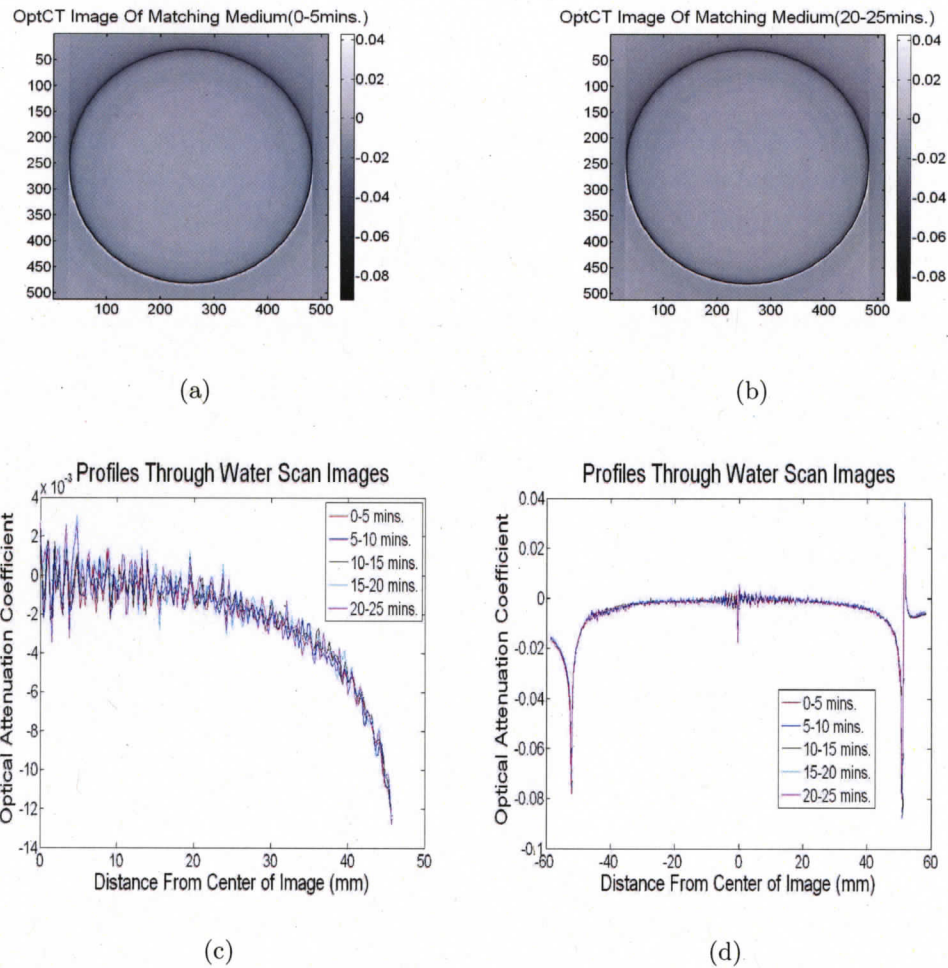 OptCT Image Of Matching Medium(0-5mins.)
50
100
150
200
250
300
350
400
450
500
100 200 300 400 500
0.04
0.02
0
-0.02
-0.04
-0.06
-0.08
(a)
OptCT Image Of Matching Medium(20-25mins.)
50
100
150
200
250
300
350
400
450
500
100 200 300 400 500
0.04
0.02
0
-0.02
-0.04
-0.06
-0.08
(b)
Profiles Through Water Scan Images
x 10⁻³
Optical Attenuation Coefficient
4
2
0
-2
-4
-6
-8
-10
-12
-14
0 10 20 30 40 50
Distance From Center of Image (mm)
0-5 mins.
5-10 mins.
10-15 mins.
15-20 mins.
20-25 mins.
(c)
Profiles Through Water Scan Images
Optical Attenuation Coefficient
0.04
0.02
0
-0.02
-0.04
-0.06
-0.08
-0.1
-60 -40 -20 0 20 40 60
Distance From Center of Image (mm)
0-5 mins.
5-10 mins.
10-15 mins.
15-20 mins.
20-25 mins.
(d)